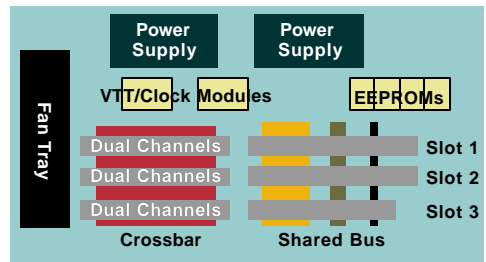 Power
Supply
Power
Supply
Fan Tray
VTT/Clock Modules
EEPROMs
Dual Channels
Slot 1
Dual Channels
Slot 2
Dual Channels
Slot 3
Crossbar
Shared Bus